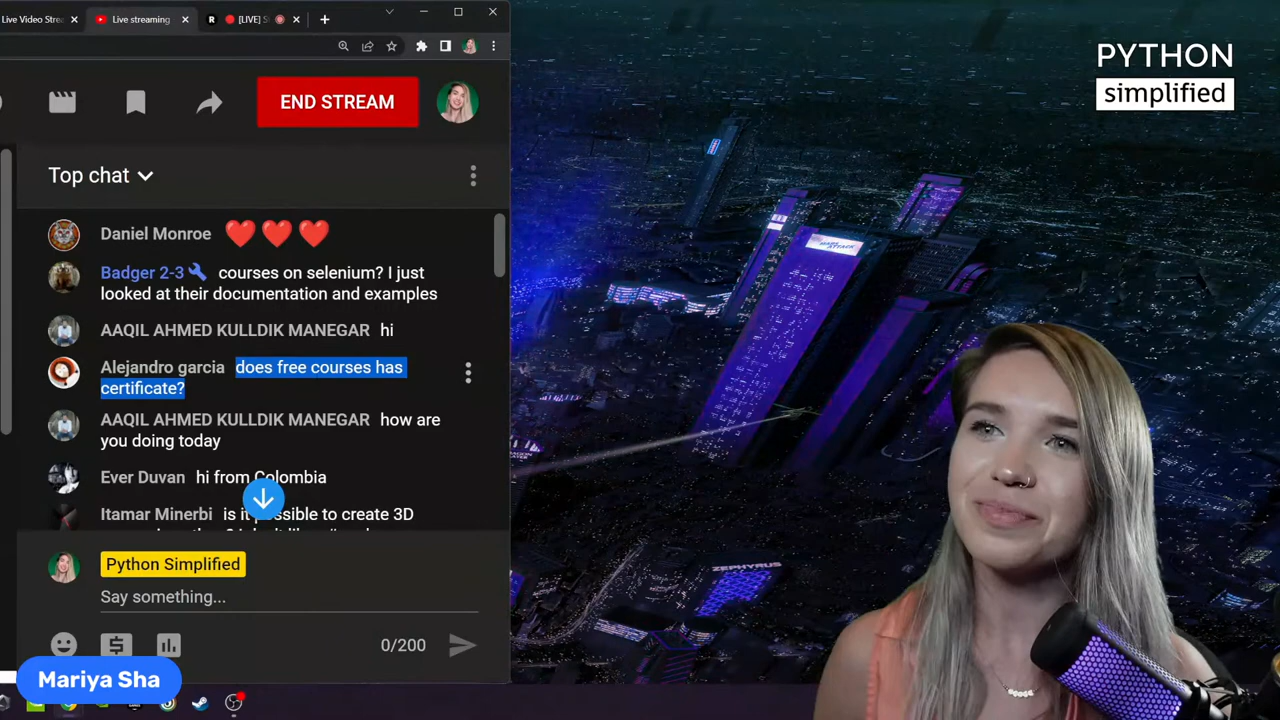 Live Video Stre
Live streaming
[LIVE] S
PYTHON
simplified
END STREAM
Top chat
Daniel Monroe ❤️❤️❤️
Badger 2-3 courses on selenium? I just
looked at their documentation and examples
AAQIL AHMED KULLDIK MANEGAR hi
Alejandro garcia does free courses has
certificate?
AAQIL AHMED KULLDIK MANEGAR how are
you doing today
Ever Duvan hi from Colombia
Itamar Minerbi is it possible to create 3D
Python Simplified
Say something...
0/200
Mariya Sha
MARS
ATTACK
ZEPHYRUS